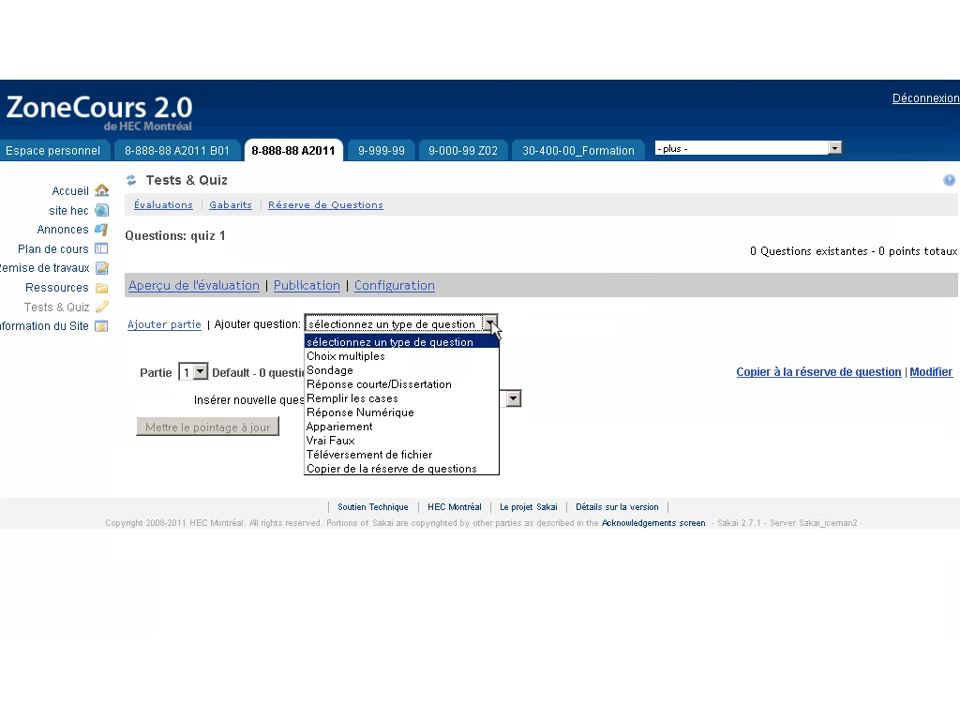 Déconnexion
ZoneCours 2.0
de HEC Montréal
Espace personnel 8-888-88 A2011 B01 8-888-88 A2011 9-999-99 9-000-99 Z02 30-400-00_Formation - plus -
Tests & Quiz
Accueil
site hec
Annonces
Plan de cours
Remise de travaux
Ressources
Tests & Quiz
nformation du Site
Évaluations | Gabarits | Réserve de Questions
Questions: quiz 1
0 Questions existantes - 0 points totaux
Aperçu de l'évaluation | Publication | Configuration
Ajouter partie | Ajouter question: sélectionnez un type de question
sélectionnez un type de question
Choix multiples
Sondage
Réponse courte/Dissertation
Remplir les cases
Réponse Numérique
Appariement
Vrai Faux
Téléversement de fichier
Copier de la réserve de questions
Partie 1 Default - 0 questio
Copier à la réserve de question | Modifier
Insérer nouvelle ques
Mettre le pointage à jour
| Soutien Technique | HEC Montréal | Le projet Sakai | Détails sur la version |
Copyright 2008-2011 HEC Montréal. All rights reserved. Portions of Sakai are copyrighted by other parties as described in the Acknowledgements screen. - Sakai 2.7.1 - Server Sakai_iceman2